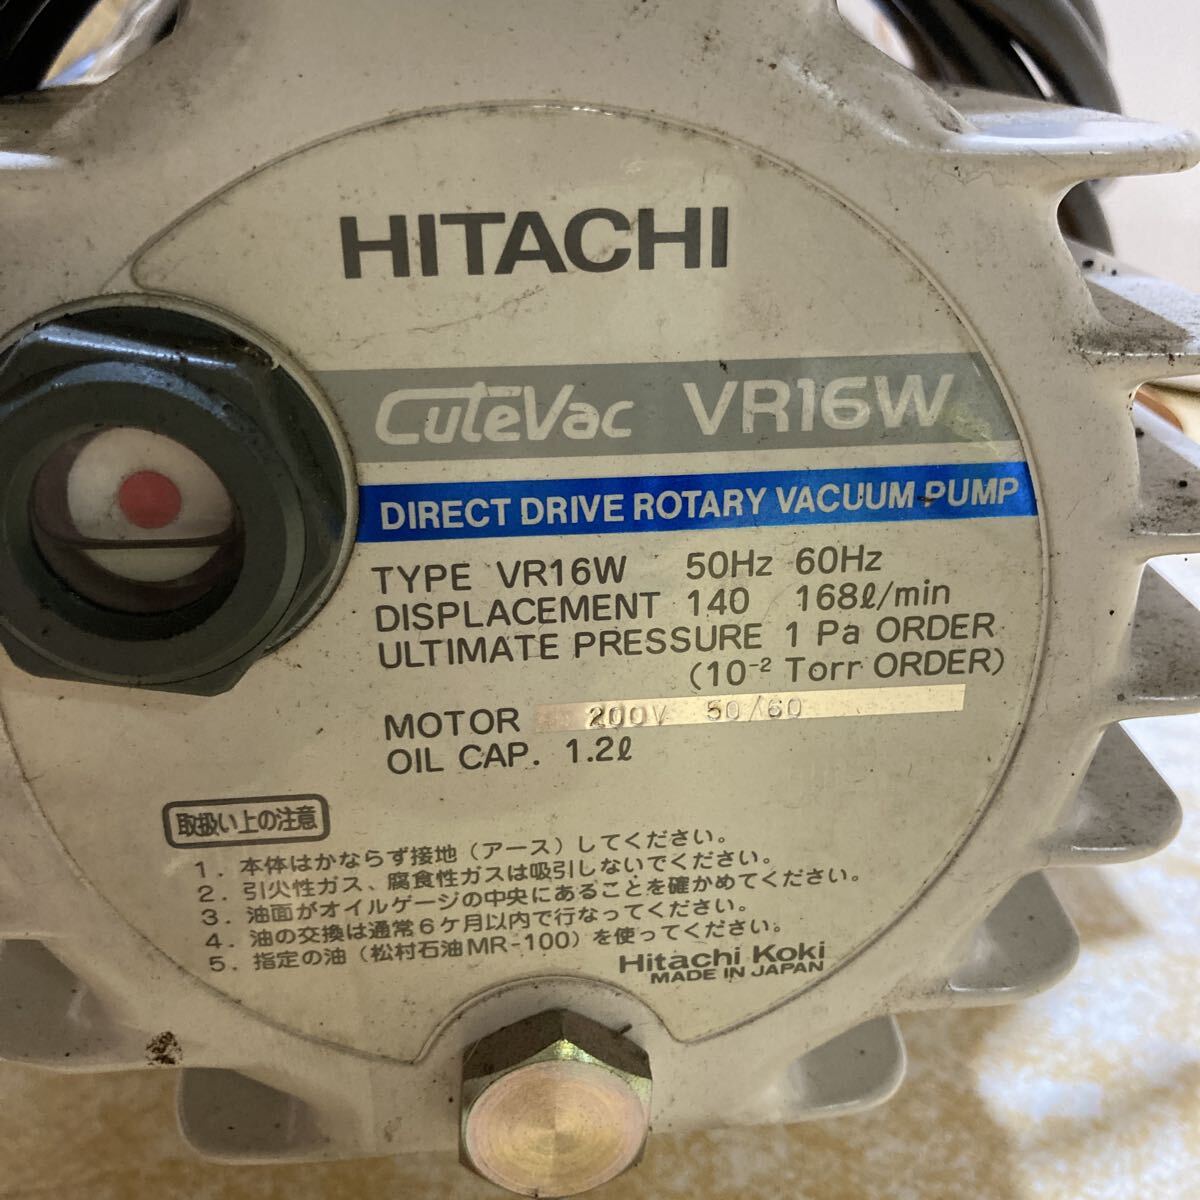 HITACHI
CuteVac VR16W
DIRECT DRIVE ROTARY VACUUM PUMP
TYPE VR16W 50Hz 60Hz
DISPLACEMENT 140 168ℓ/min
ULTIMATE PRESSURE 1 Pa ORDER
(10⁻² Torr ORDER)
MOTOR 200V 50/60
OIL CAP. 1.2ℓ
取扱い上の注意
1. 本体はかならず接地（アース）してください。
2. 引火性ガス、腐食性ガスは吸引しないでください。
3. 油面がオイルゲージの中央にあることを確かめてください。
4. 油の交換は通常6ケ月以内で行なってください。
5. 指定の油（松村石油MR-100）を使ってください。
Hitachi Koki
MADE IN JAPAN